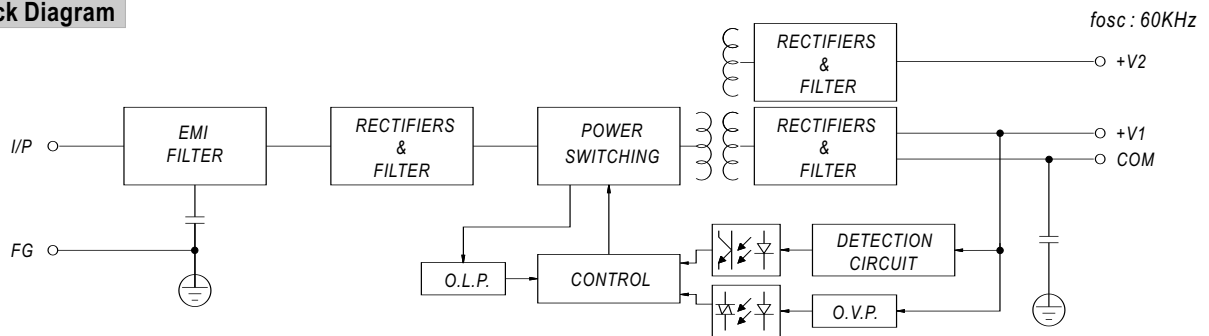 ck Diagram
fosc : 60KHz
RECTIFIERS
&
FILTER
+V2
I/P
EMI
FILTER
RECTIFIERS
&
FILTER
POWER
SWITCHING
RECTIFIERS
&
FILTER
+V1
COM
FG
O.L.P.
CONTROL
DETECTION
CIRCUIT
O.V.P.